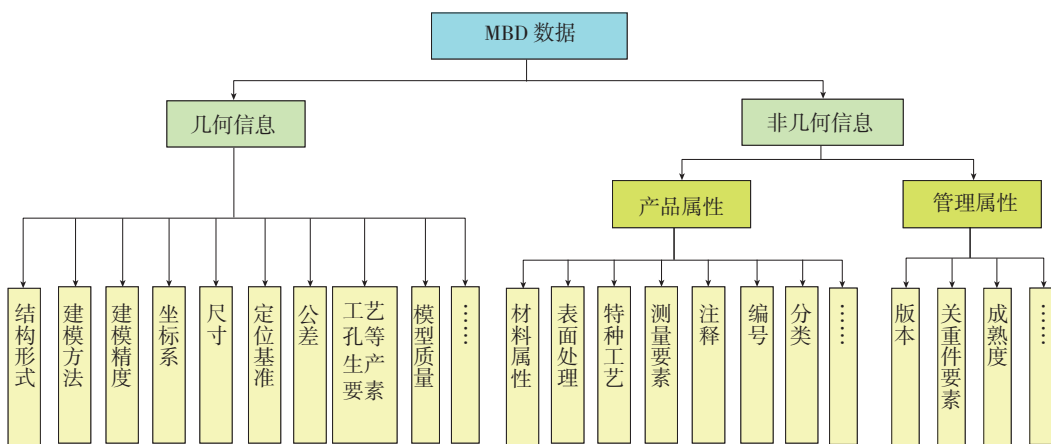 MBD 数据
几何信息
非几何信息
产品属性
管理属性
结构形式
建模方法
建模精度
坐标系
尺寸
定位基准
公差
工艺孔等生产要素
模型质量
……
材料属性
表面处理
特种工艺
测量要素
注释
编号
分类
……
版本
关重件要素
成熟度
……